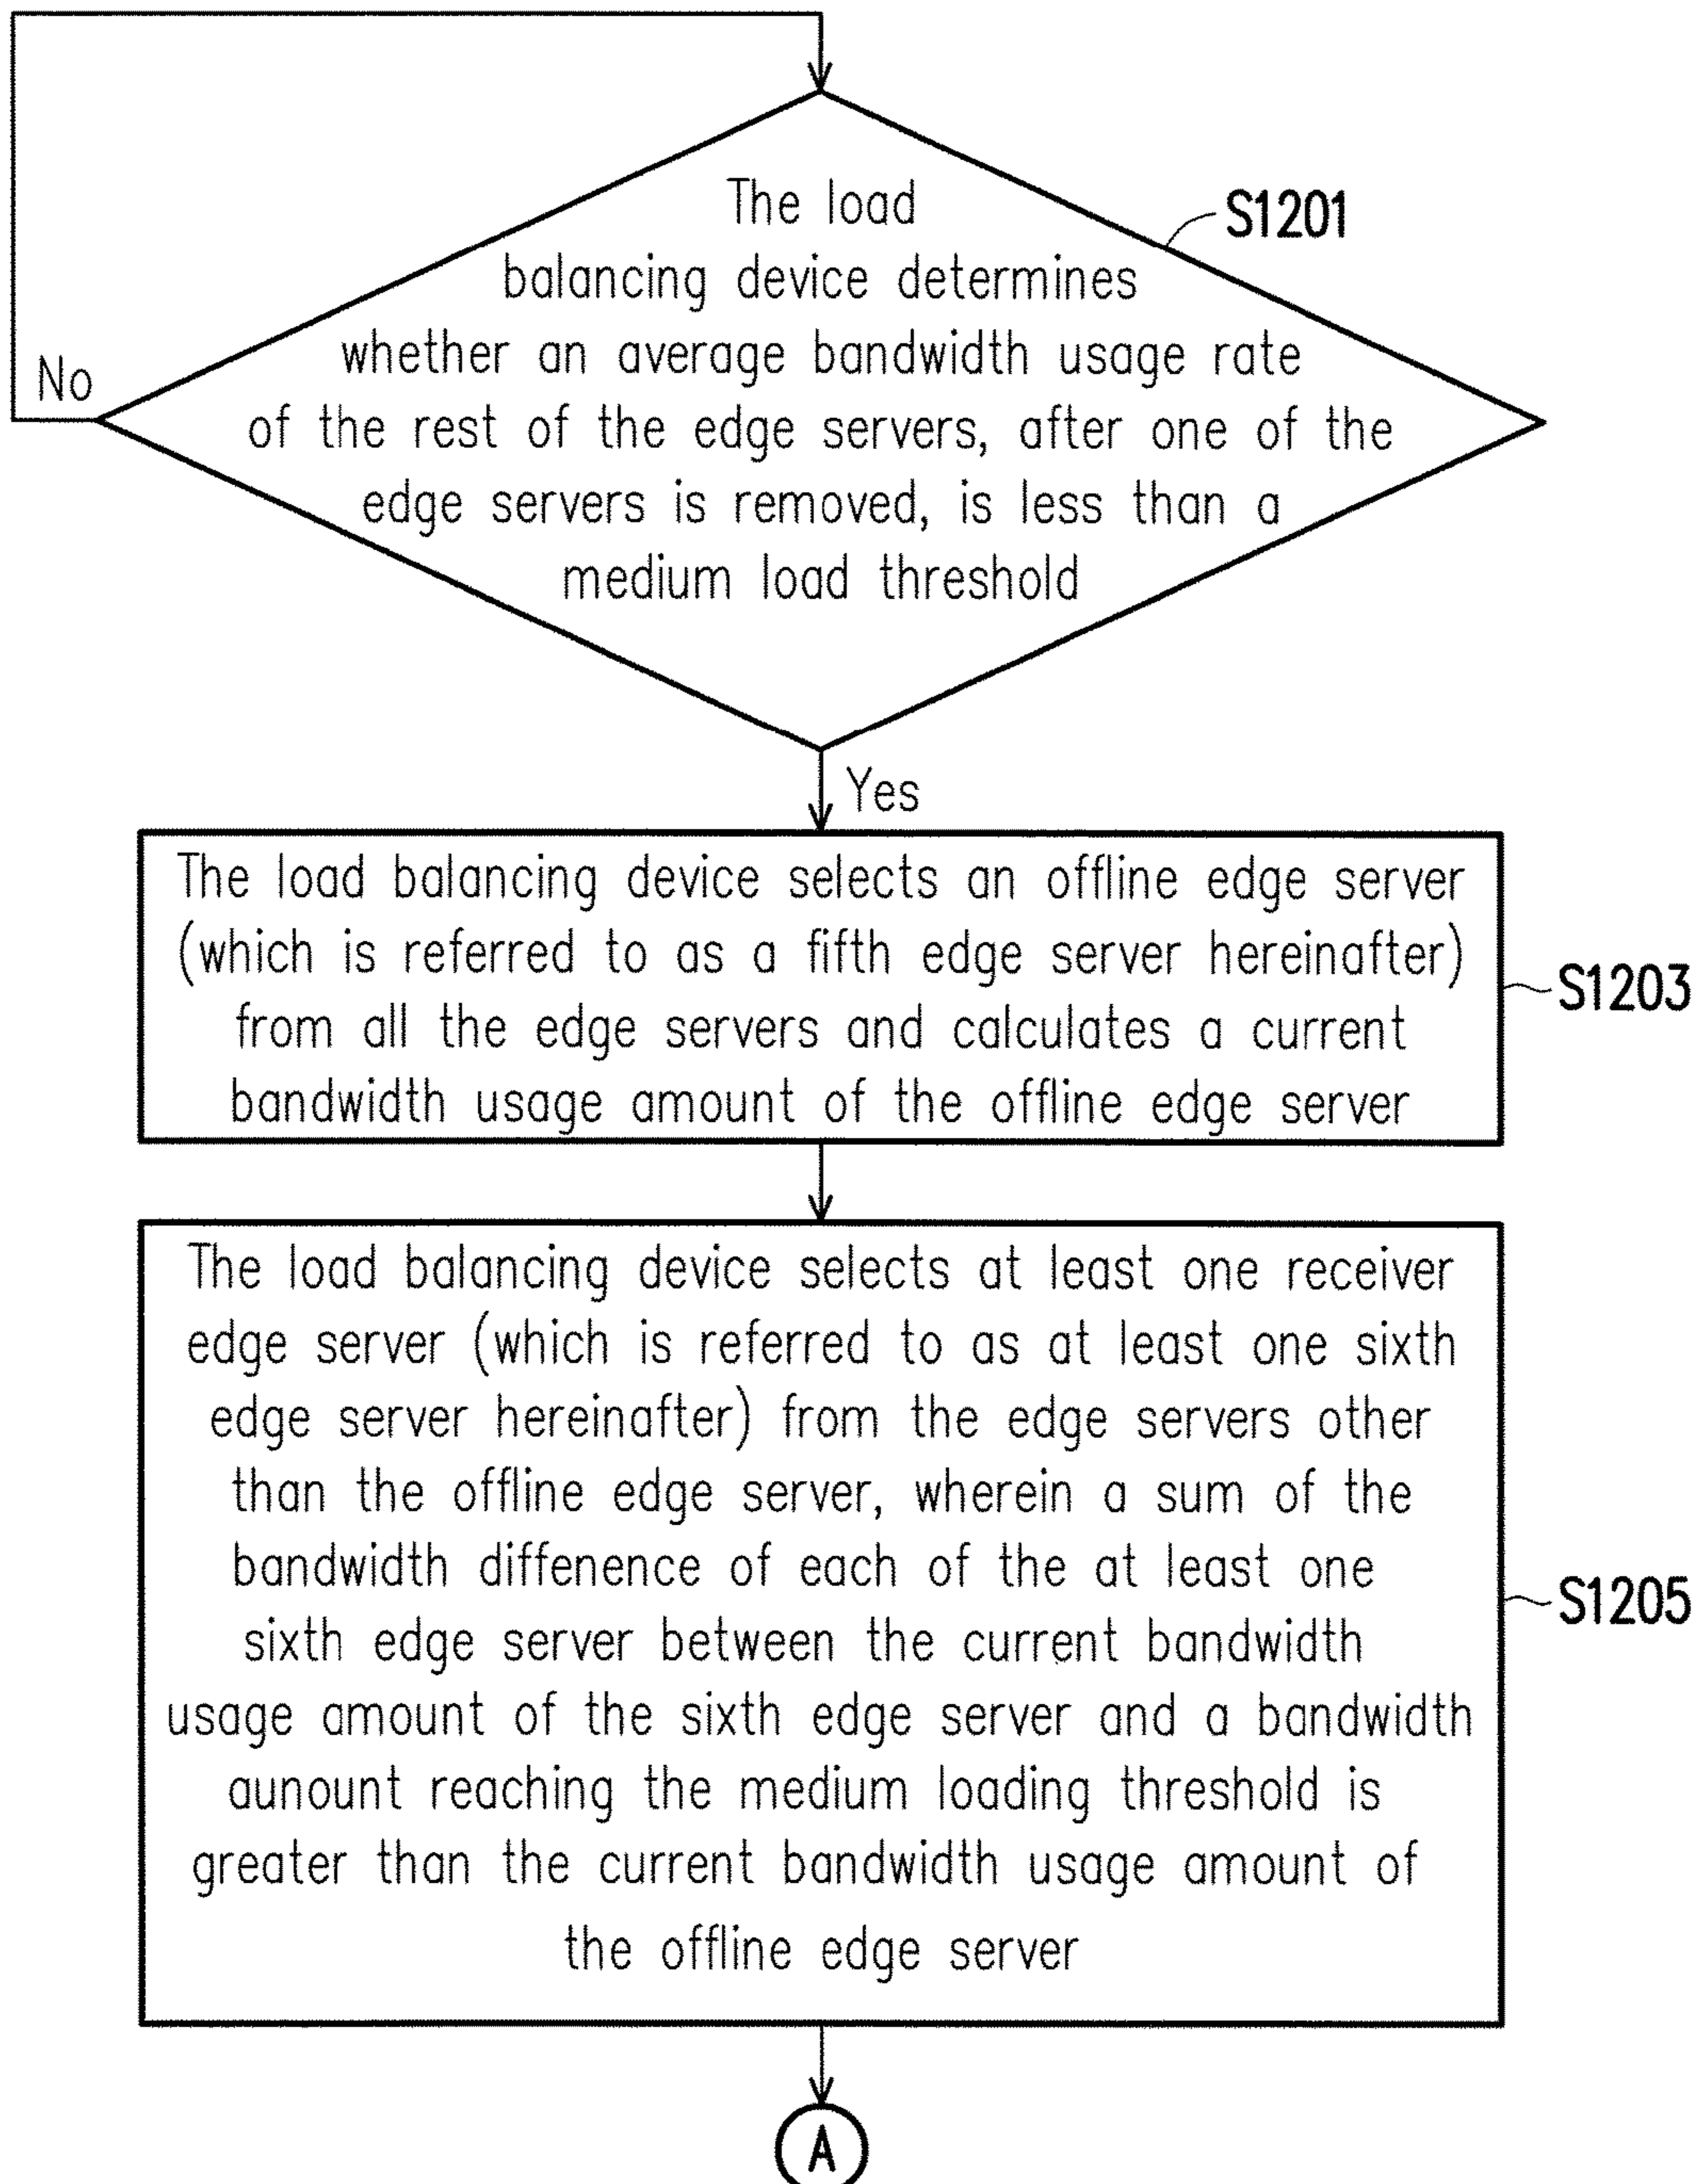 The load
balancing device determines
whether an average bandwidth usage rate
of the rest of the edge servers, after one of the
edge servers is removed, is less than a
medium load threshold
S1201
No
Yes
The load balancing device selects an offline edge server
(which is referred to as a fifth edge server hereinafter)
from all the edge servers and calculates a current
bandwidth usage amount of the offline edge server
S1203
The load balancing device selects at least one receiver
edge server (which is referred to as at least one sixth
edge server hereinafter) from the edge servers other
than the offline edge server, wherein a sum of the
bandwidth diffenence of each of the at least one
sixth edge server between the current bandwidth
usage amount of the sixth edge server and a bandwidth
aunount reaching the medium loading threshold is
greater than the current bandwidth usage amount of
the offline edge server
S1205
A